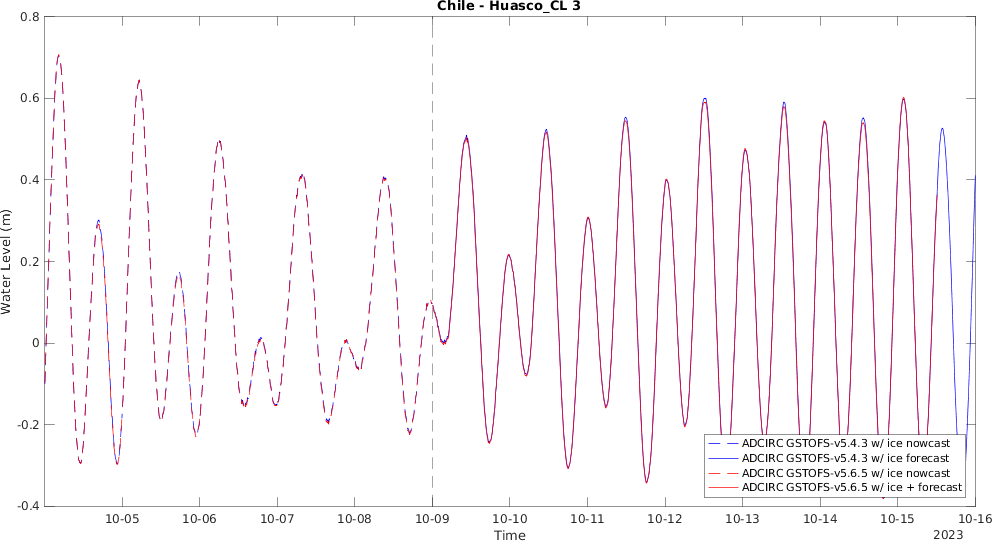 Chile - Huasco_CL 3
0.8
0.6
0.4
0.2
0
-0.2
-0.4
Water Level (m)
10-05
10-06
10-07
10-08
10-09
10-10
10-11
10-12
10-13
10-14
10-15
10-16
Time
2023
ADCIRC GSTOFS-v5.4.3 w/ ice nowcast
ADCIRC GSTOFS-v5.4.3 w/ ice forecast
ADCIRC GSTOFS-v5.6.5 w/ ice nowcast
ADCIRC GSTOFS-v5.6.5 w/ ice + forecast